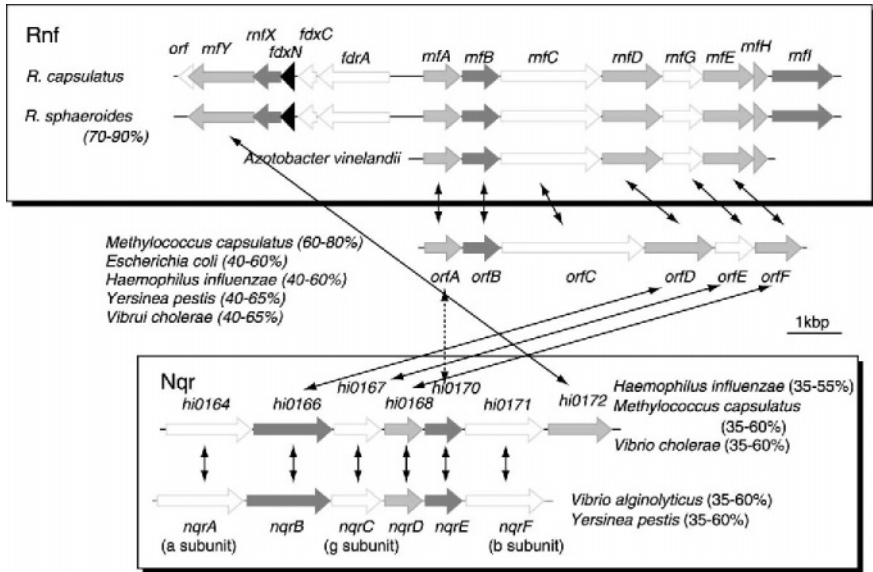 Rnf
orf rnfY rnfX fdxN fdxC fdrA rnfA rnfB rnfC rnfD rnfG rnfE rnfH rnfI
R. capsulatus
R. sphaeroides
(70-90%)
Azotobacter vinelandii
Methylococcus capsulatus (60-80%)
Escherichia coli (40-60%)
Haemophilus influenzae (40-60%)
Yersinea pestis (40-65%)
Vibrui cholerae (40-65%)
orfA orfB orfC orfD orfE orfF
1kbp
Nqr
hi0164 hi0166 hi0167 hi0168 hi0170 hi0171 hi0172
Haemophilus influenzae (35-55%)
Methylococcus capsulatus
(35-60%)
Vibrio cholerae (35-60%)
Vibrio alginolyticus (35-60%)
Yersinea pestis (35-60%)
nqrA nqrB nqrC nqrD nqrE nqrF
(a subunit) (g subunit) (b subunit)